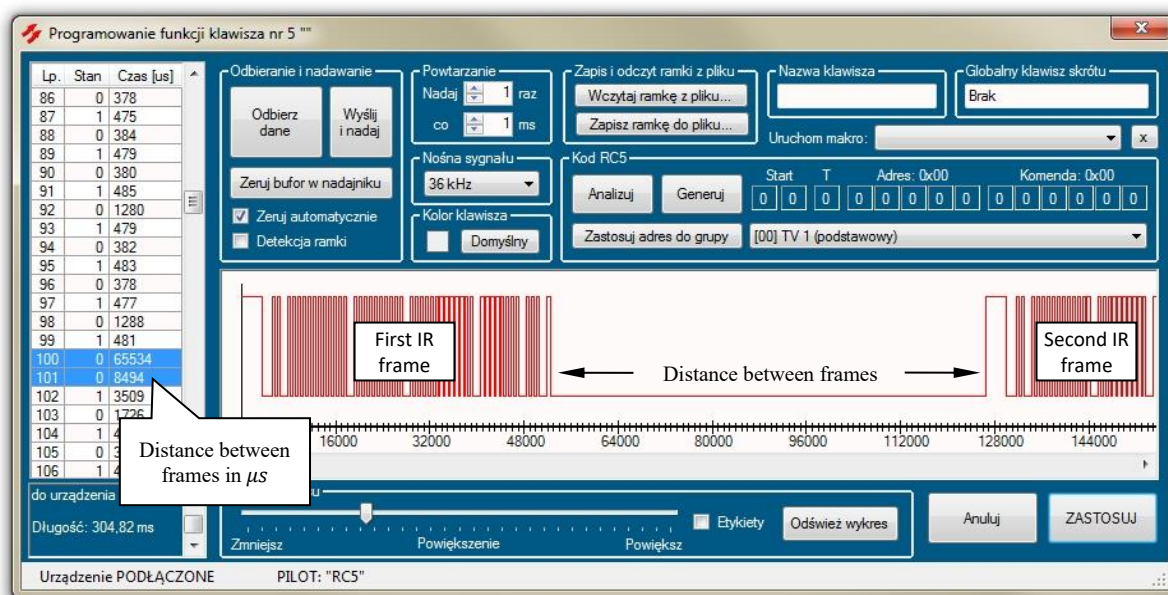 Programowanie funkcji klawisza nr 5 ""
Lp. Stan Czas [us]
86 0 378
87 1 475
88 0 384
89 1 479
90 0 380
91 1 485
92 0 1280
93 1 479
94 0 382
95 1 483
96 0 378
97 1 477
98 0 1288
99 1 481
100 0 65534
101 0 8494
102 1 3509
103 0 1726
104 1 4
105 0 3
106 1 4
Distance between
frames in μs
do urządzenia
Długość: 304,82 ms
Odbieranie i nadawanie
Odbierz
dane
Wyślij
i nadaj
Zeruj bufor w nadajniku
Zeruj automatycznie
Detekcja ramki
Powtarzanie
Nadaj 1 raz
co 1 ms
Nośna sygnału
36 kHz
Kolor klawisza
Domyślny
Zapis i odczyt ramki z pliku
Wczytaj ramkę z pliku...
Zapisz ramkę do pliku...
Nazwa klawisza
Globalny klawisz skrótu
Brak
Uruchom makro: x
Kod RC5
Analizuj Generuj
Start T Adres: 0x00 Komenda: 0x00
0 0 0 0 0 0 0 0 0 0 0 0 0 0
Zastosuj adres do grupy [00] TV 1 (podstawowy)
First IR
frame
Distance between frames
Second IR
frame
16000 32000 48000 64000 80000 96000 112000 128000 144000
Zmniejsz Powiększenie Powiększ
Etykiety
Odśwież wykres
Anuluj
ZASTOSUJ
Urządzenie PODŁĄCZONE PILOT: "RC5"